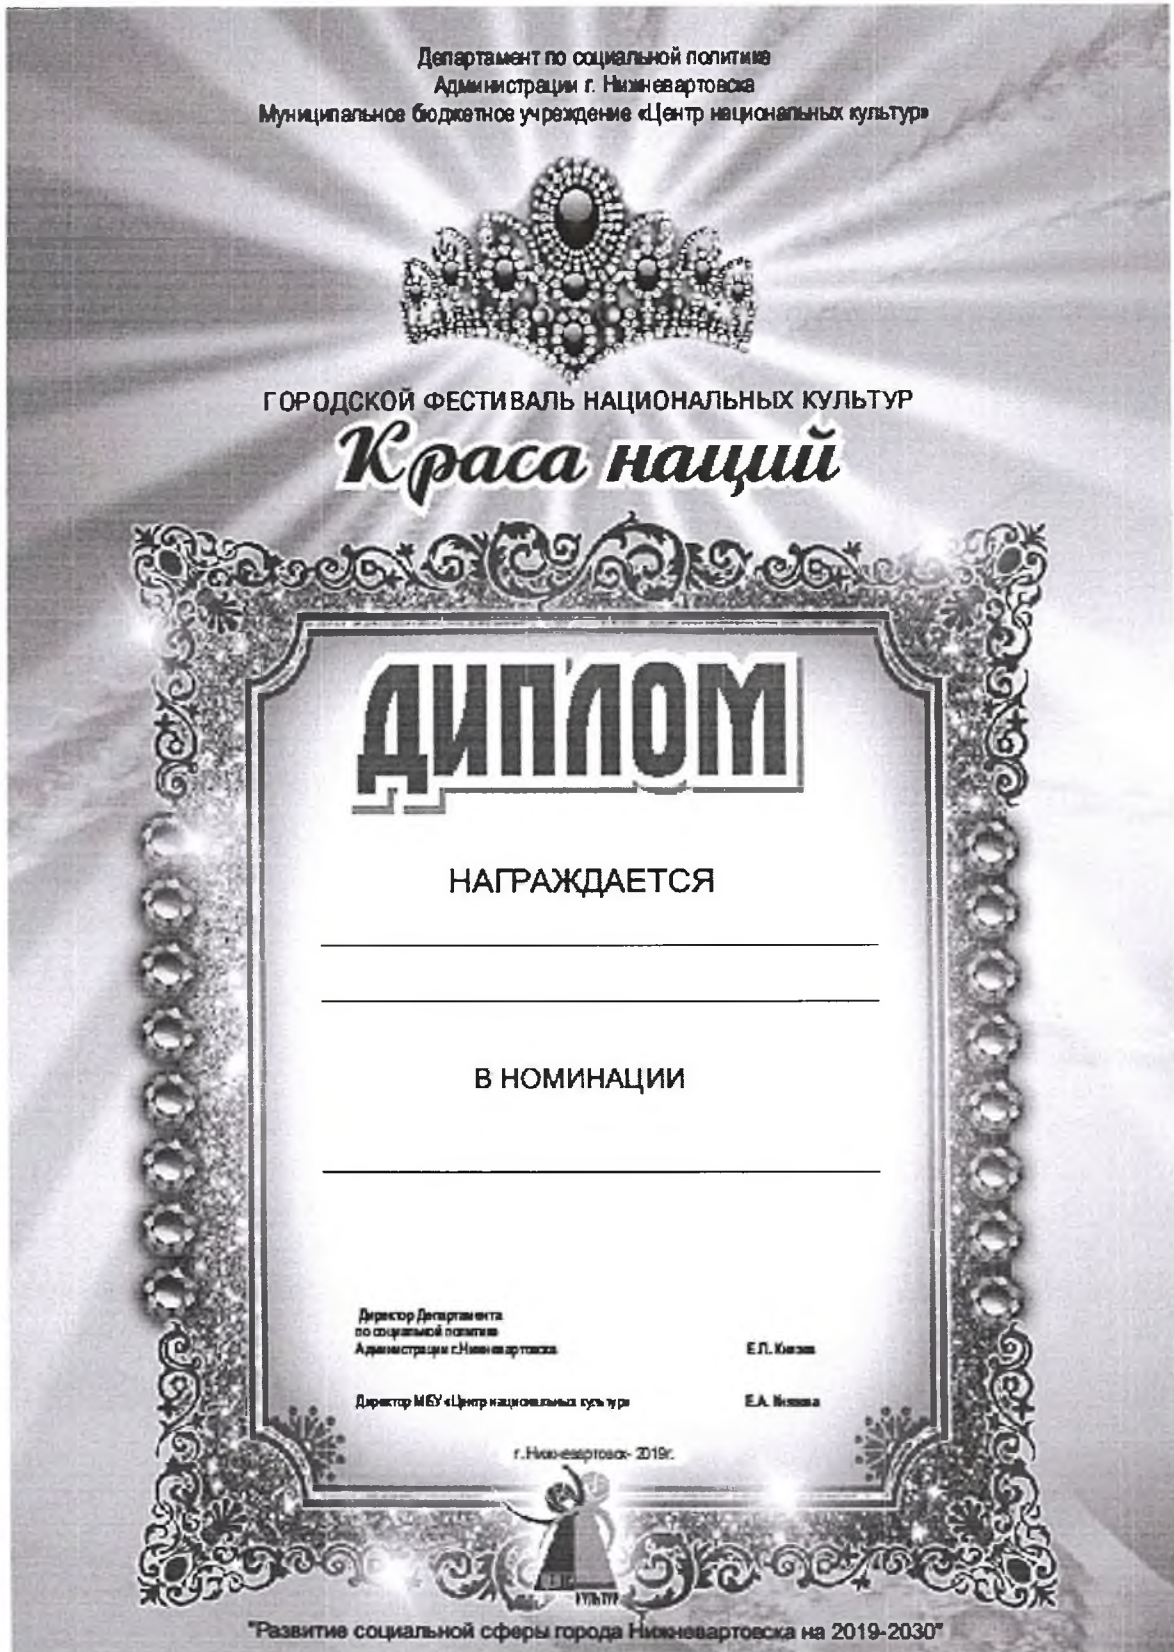 Департамент по социальной политике
Администрации г. Нижневартовска
Муниципальное бюджетное учреждение «Центр национальных культур»
ГОРОДСКОЙ ФЕСТИВАЛЬ НАЦИОНАЛЬНЫХ КУЛЬТУР
Краса наций
ДИПЛОМ
НАГРАЖДАЕТСЯ
В НОМИНАЦИИ
Директор Департамента
по социальной политике
Администрации г.Нижневартовска Е.Л.
Директор МБУ «Центр национальных культур» Е.А.
г. Нижневартовск- 2019г.
КУЛЬТУР
"Развитие социальной сферы города Нижневартовска на 2019-2030"